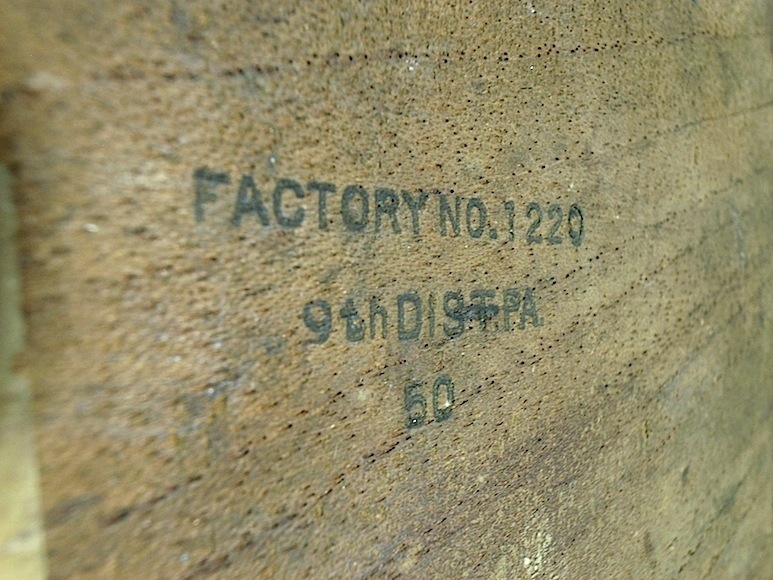 FACTORY NO. 1220
9th DIST. PA.
50